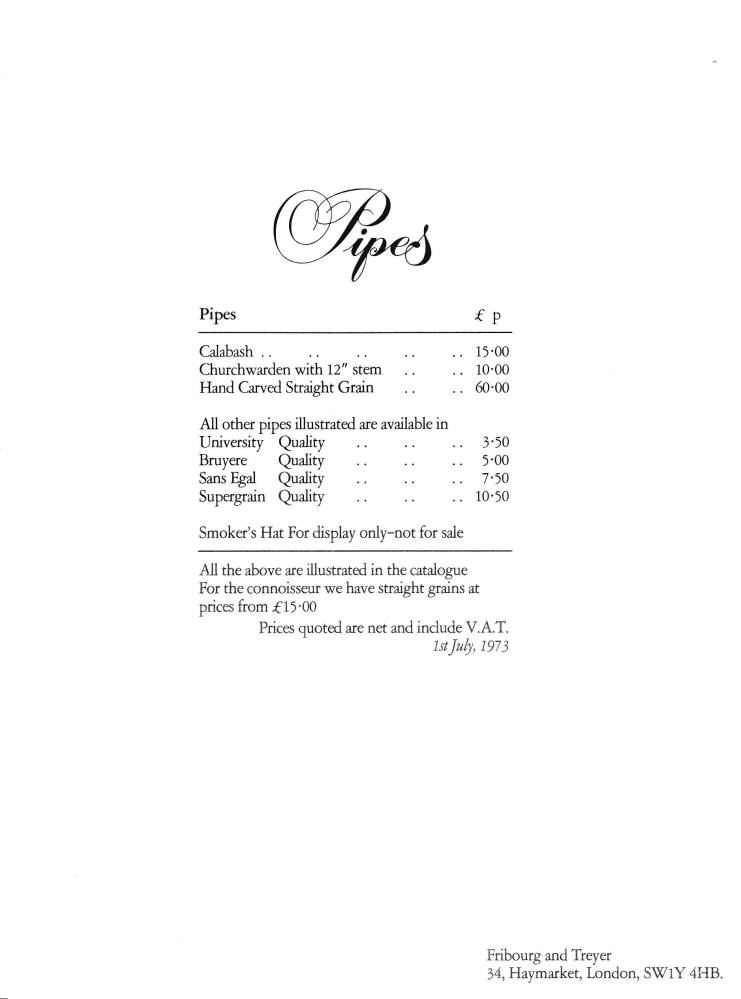 Pipes
Pipes £ p
Calabash .. .. .. .. .. 15·00
Churchwarden with 12" stem .. .. 10·00
Hand Carved Straight Grain .. .. 60·00
All other pipes illustrated are available in
University Quality .. .. .. 3·50
Bruyere Quality .. .. .. 5·00
Sans Egal Quality .. .. .. 7·50
Supergrain Quality .. .. .. 10·50
Smoker's Hat For display only–not for sale
All the above are illustrated in the catalogue
For the connoisseur we have straight grains at
prices from £15·00
Prices quoted are net and include V.A.T.
1st July, 1973
Fribourg and Treyer
34, Haymarket, London, SW1Y 4HB.